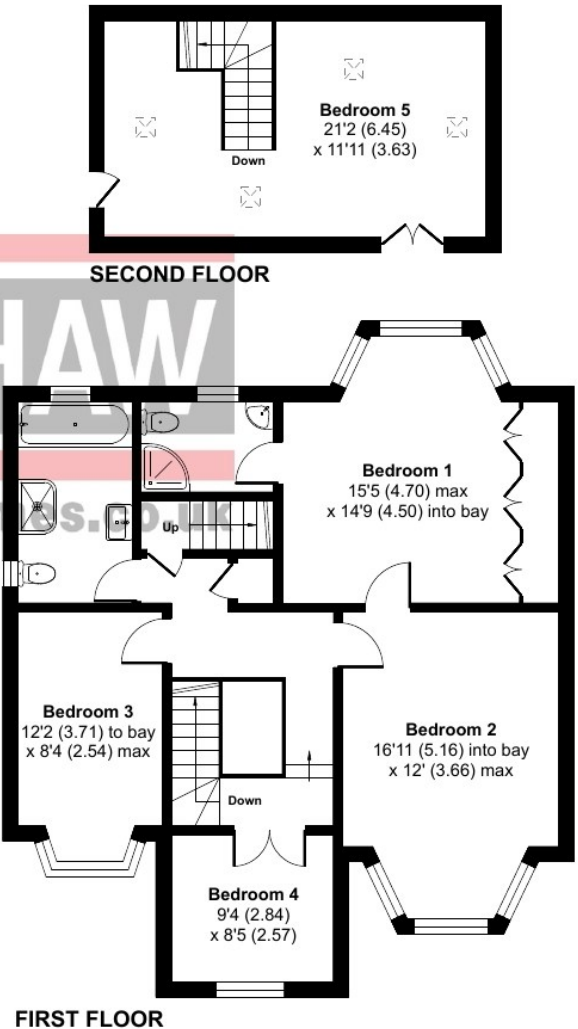 Bedroom 5
21'2 (6.45)
x 11'11 (3.63)
Down
SECOND FLOOR
HAW
Bedroom 1
15'5 (4.70) max
x 14'9 (4.50) into bay
mes.co.uk
Up
Bedroom 3
12'2 (3.71) to bay
x 8'4 (2.54) max
Bedroom 2
16'11 (5.16) into bay
x 12' (3.66) max
Down
Bedroom 4
9'4 (2.84)
x 8'5 (2.57)
FIRST FLOOR